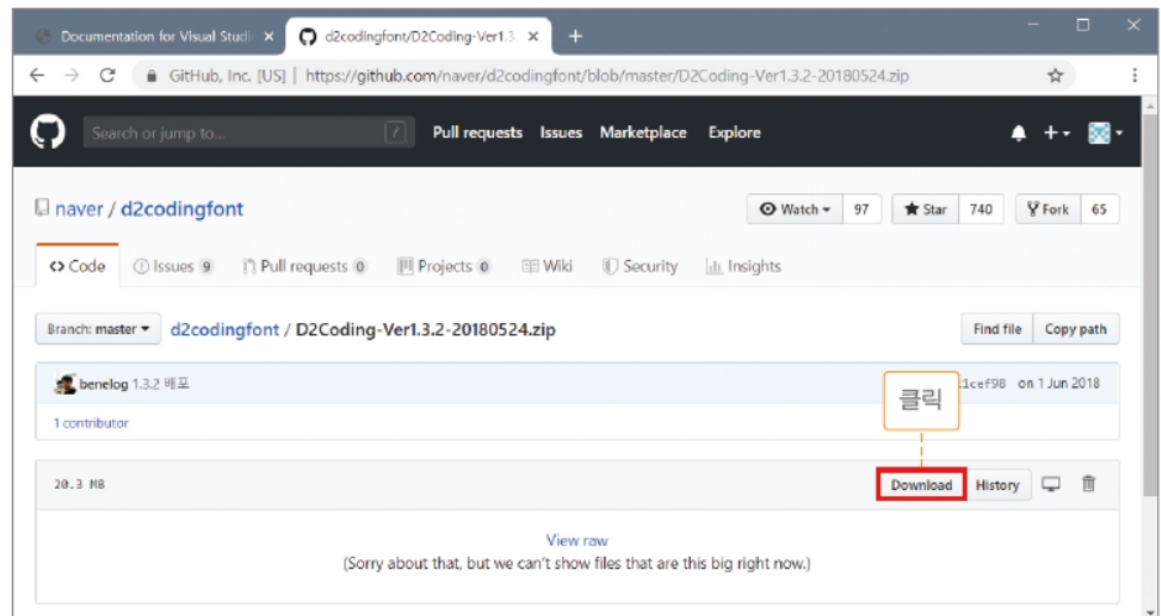 Documentation for Visual Studi
d2codingfont/D2Coding-Ver1.3.
GitHub, Inc. [US] | https://github.com/naver/d2codingfont/blob/master/D2Coding-Ver1.3.2-20180524.zip
Search or jump to... / Pull requests Issues Marketplace Explore
naver / d2codingfont Watch 97 Star 740 Fork 65
Code Issues 9 Pull requests 0 Projects 0 Wiki Security Insights
Branch: master d2codingfont / D2Coding-Ver1.3.2-20180524.zip Find file Copy path
benelog 1.3.2 배포 1cef98 on 1 Jun 2018
클릭
1 contributor
20.3 MB Download History
View raw
(Sorry about that, but we can't show files that are this big right now.)